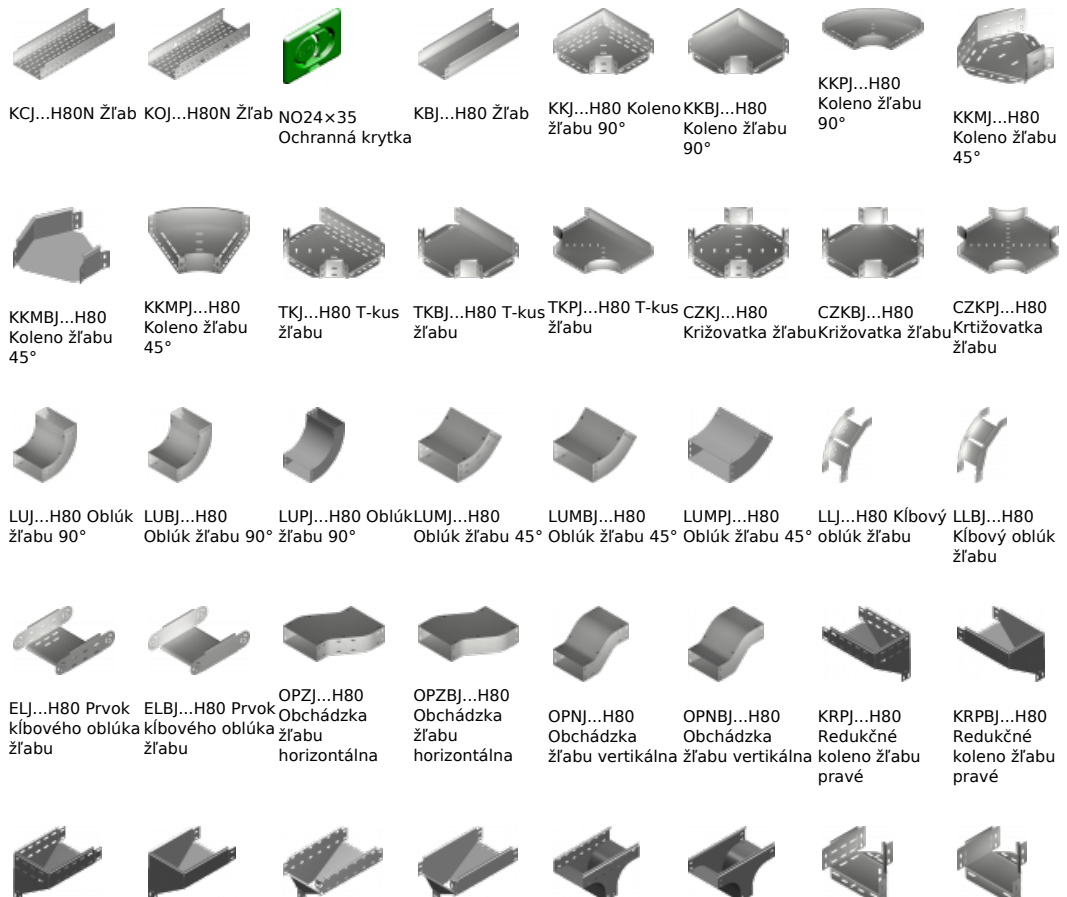 KCJ...H80N Žľab
KOJ...H80N Žľab
NO24×35
Ochranná krytka
KBJ...H80 Žľab
KKJ...H80 Koleno
žľabu 90°
KKBJ...H80
Koleno žľabu
90°
KKPJ...H80
Koleno žľabu
90°
KKMJ...H80
Koleno žľabu
45°
KKMBJ...H80
Koleno žľabu
45°
KKMPJ...H80
Koleno žľabu
45°
TKJ...H80 T-kus
žľabu
TKBJ...H80 T-kus
žľabu
TKPJ...H80 T-kus
žľabu
CZKJ...H80
Križovatka žľabu
CZKBJ...H80
Križovatka žľabu
CZKPJ...H80
Krtižovatka
žľabu
LUJ...H80 Oblúk
žľabu 90°
LUBJ...H80
Oblúk žľabu 90°
LUPJ...H80 Oblúk
žľabu 90°
LUMJ...H80
Oblúk žľabu 45°
LUMBJ...H80
Oblúk žľabu 45°
LUMPJ...H80
Oblúk žľabu 45°
LLJ...H80 Kĺbový
oblúk žľabu
LLBJ...H80
Kĺbový oblúk
žľabu
ELJ...H80 Prvok
kĺbového oblúka
žľabu
ELBJ...H80 Prvok
kĺbového oblúka
žľabu
OPZJ...H80
Obchádzka
žľabu
horizontálna
OPZBJ...H80
Obchádzka
žľabu
horizontálna
OPNJ...H80
Obchádzka
žľabu vertikálna
OPNBJ...H80
Obchádzka
žľabu vertikálna
KRPJ...H80
Redukčné
koleno žľabu
pravé
KRPBJ...H80
Redukčné
koleno žľabu
pravé